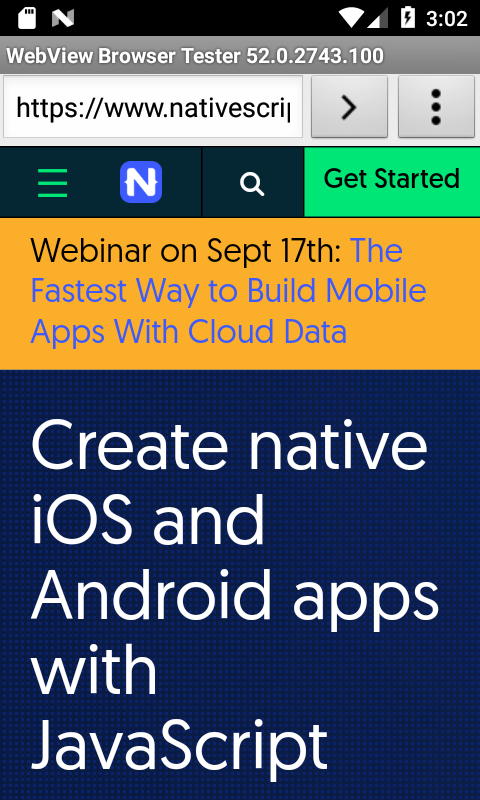 3:02
WebView Browser Tester 52.0.2743.100
https://www.nativescrip
Get Started
Webinar on Sept 17th: The
Fastest Way to Build Mobile
Apps With Cloud Data
Create native
iOS and
Android apps
with
JavaScript